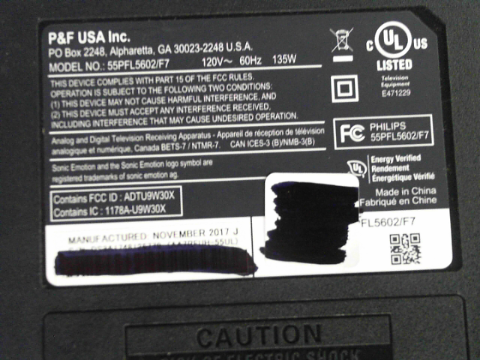 P&F USA Inc.
PO Box 2248, Alpharetta, GA 30023-2248 U.S.A.
MODEL NO.: 55PFL5602/F7 120V~ 60Hz 135W
THIS DEVICE COMPLIES WITH PART 15 OF THE FCC RULES.
OPERATION IS SUBJECT TO THE FOLLOWING TWO CONDITIONS:
(1) THIS DEVICE MAY NOT CAUSE HARMFUL INTERFERENCE, AND
(2) THIS DEVICE MUST ACCEPT ANY INTERFERENCE RECEIVED,
INCLUDING INTERFERENCE THAT MAY CAUSE UNDESIRED OPERATION.
Analog and Digital Television Receiving Apparatus - Appareil de réception de télévision
analogique et numérique, Canada BETS-7 / NTMR-7. CAN ICES-3 (B)/NMB-3(B)
Sonic Emotion and the Sonic Emotion logo symbol are
registered trademarks of sonic emotion ag.
Contains FCC ID : ADTU9W30X
Contains IC : 1178A-U9W30X
C UL US
LISTED
Television
Equipment
E471229
FC PHILIPS
55PFL5602/F7
UL Energy Verified
Rendement
Énergétique Vérifié
Made in China
Fabriqué en Chine
MANUFACTURED: NOVEMBER 2017 J
FL5602/F7
CAUTION
OF ELECTRIC SHOCK